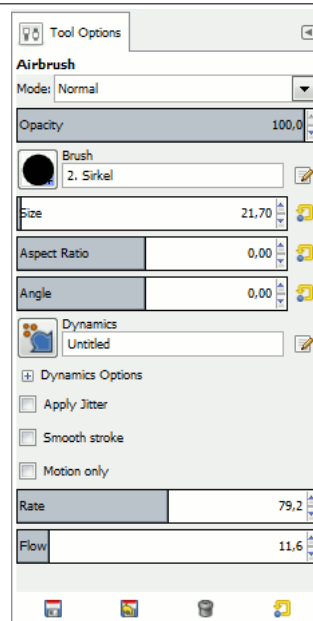 Tool Options
Airbrush
Mode: Normal
Opacity 100,0
Brush
2. Sirkel
Size 21,70
Aspect Ratio 0,00
Angle 0,00
Dynamics
Untitled
Dynamics Options
Apply Jitter
Smooth stroke
Motion only
Rate 79,2
Flow 11,6